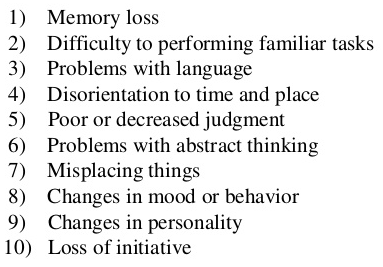 1) Memory loss
2) Difficulty to performing familiar tasks
3) Problems with language
4) Disorientation to time and place
5) Poor or decreased judgment
6) Problems with abstract thinking
7) Misplacing things
8) Changes in mood or behavior
9) Changes in personality
10) Loss of initiative